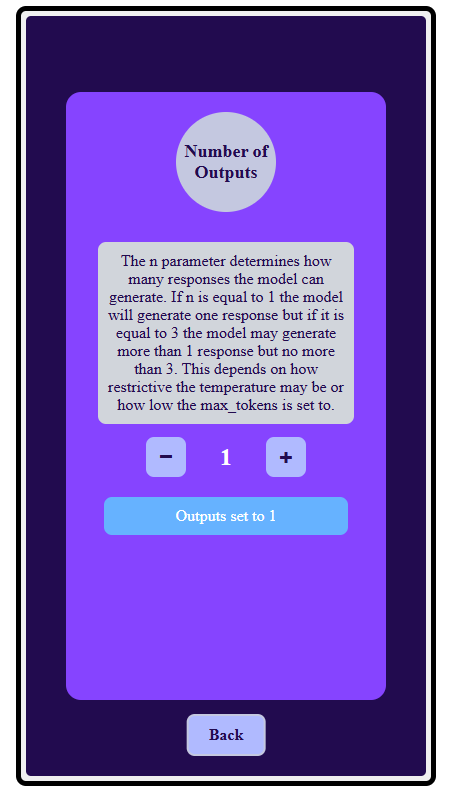 Number of
Outputs
The n parameter determines how
many responses the model can
generate. If n is equal to 1 the model
will generate one response but if it is
equal to 3 the model may generate
more than 1 response but no more
than 3. This depends on how
restrictive the temperature may be or
how low the max_tokens is set to.
− 1 +
Outputs set to 1
Back